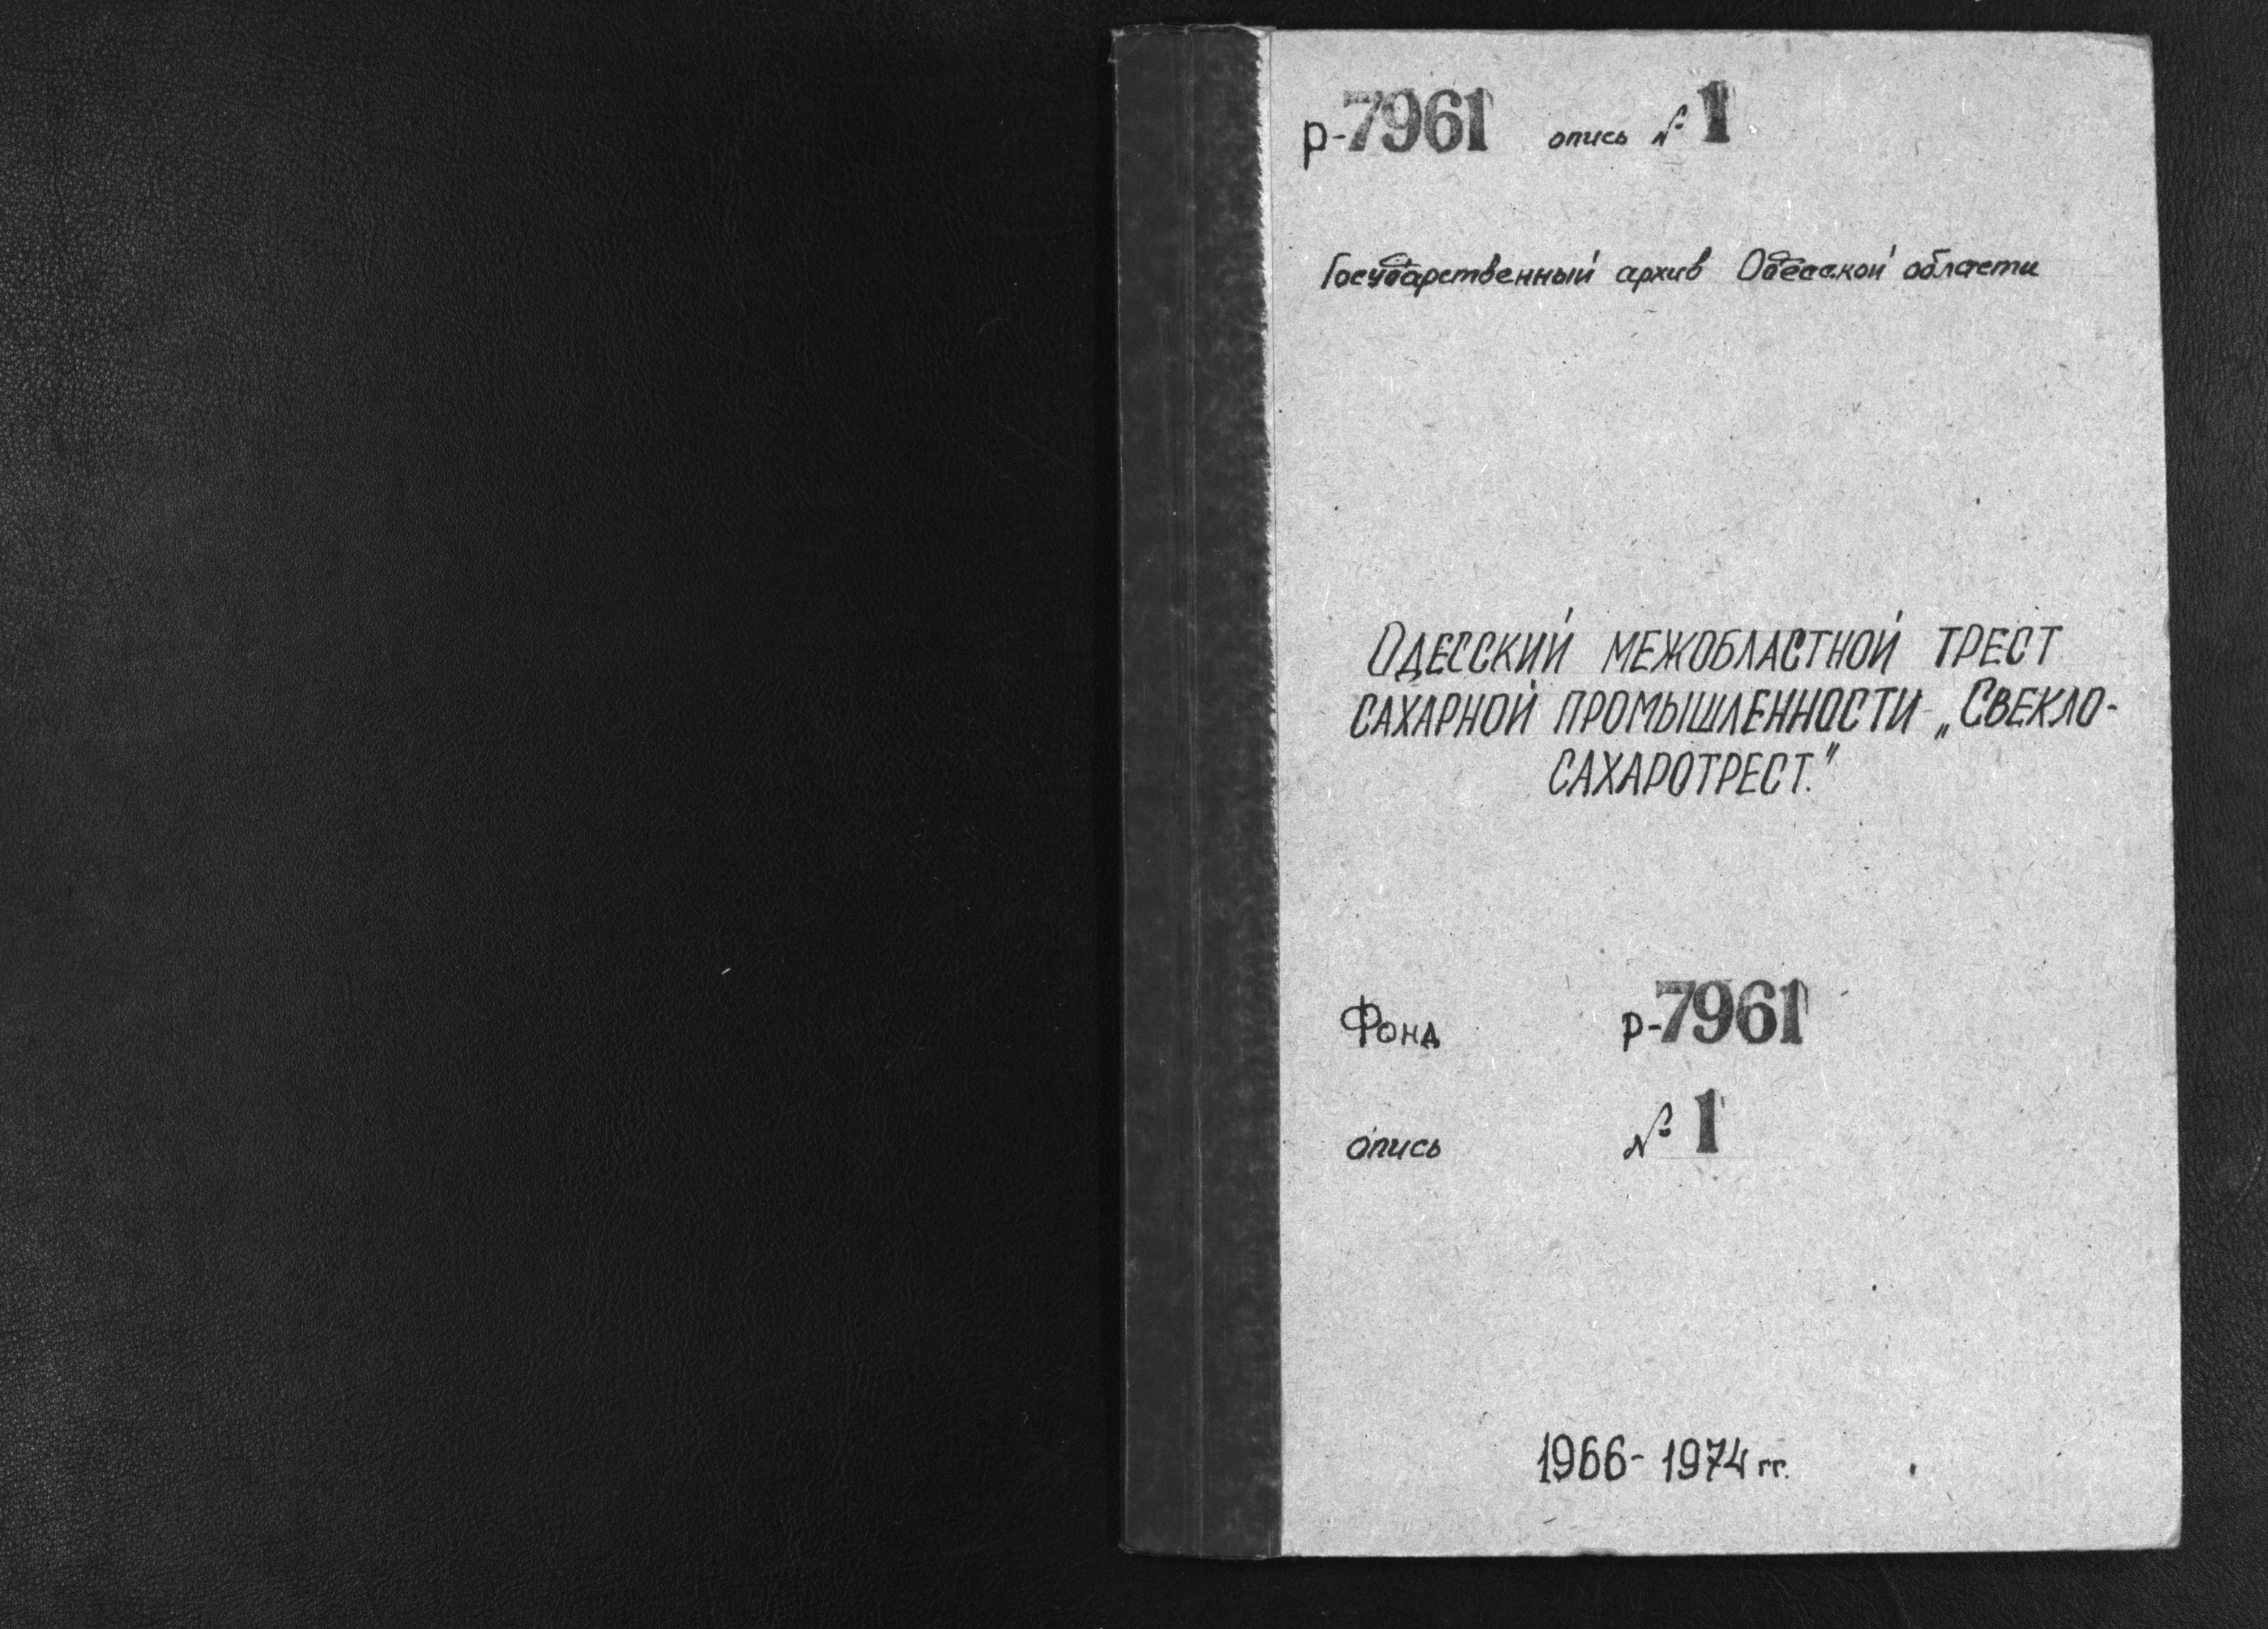 р-7961 опись № 1
Государственный архив Одесской области
ОДЕССКИЙ МЕЖОБЛАСТНОЙ ТРЕСТ
САХАРНОЙ ПРОМЫШЛЕННОСТИ „СВЕКЛО-
САХАРОТРЕСТ."
Фонд р-7961
опись № 1
1966- 1974 гг.